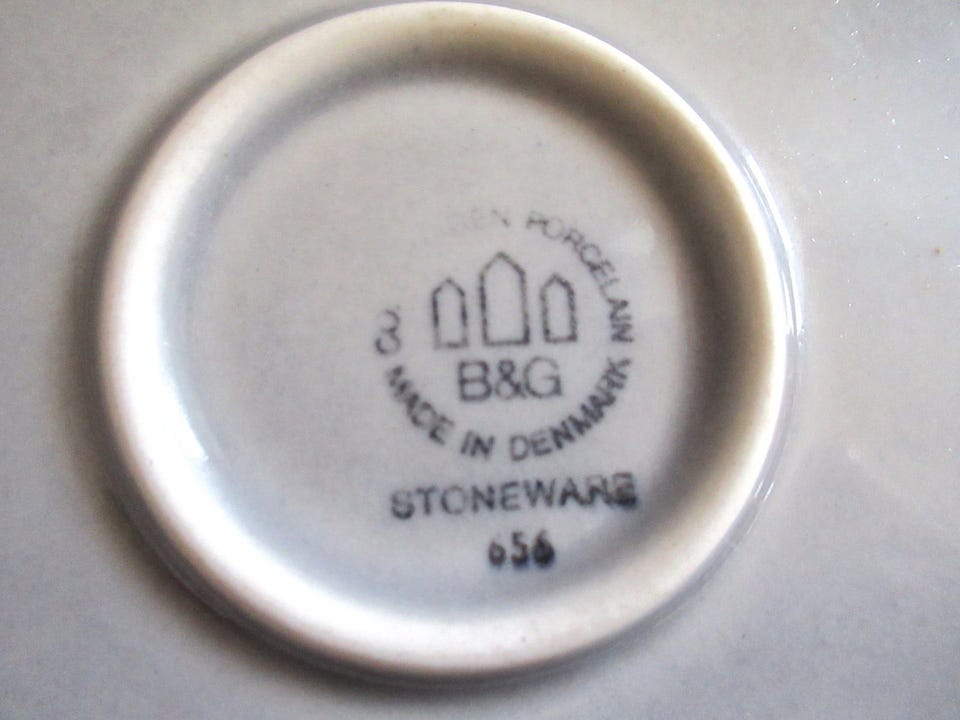 PORCELAIN
MADE IN DENMARK
B&G
STONEWARE
656